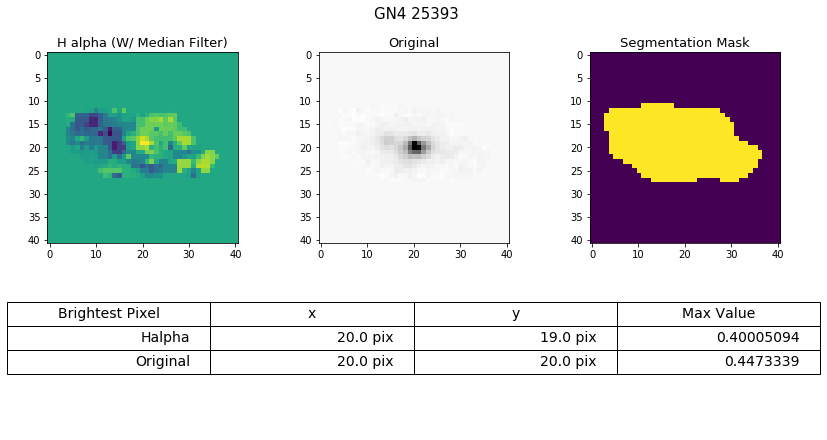 GN4 25393
H alpha (W/ Median Filter) Original Segmentation Mask
0 0 0
5 5 5
10 10 10
15 15 15
20 20 20
25 25 25
30 30 30
35 35 35
40 40 40
0 10 20 30 40 0 10 20 30 40 0 10 20 30 40
Brightest Pixel x y Max Value
Halpha 20.0 pix 19.0 pix 0.40005094
Original 20.0 pix 20.0 pix 0.4473339